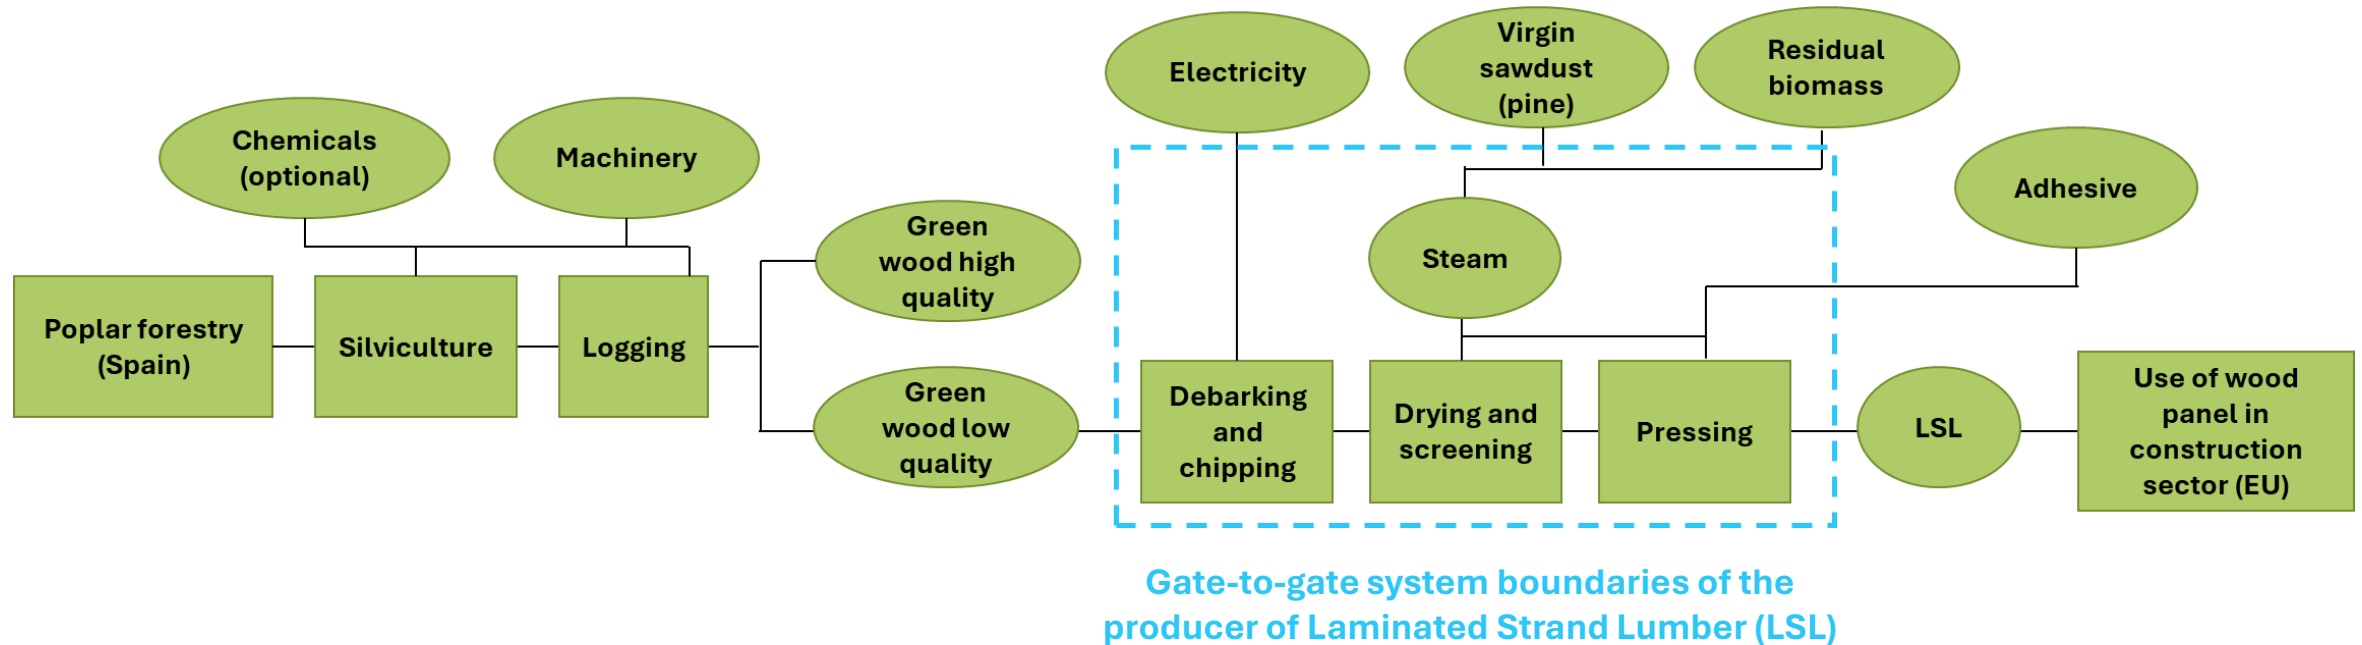 Electricity
Virgin
sawdust
(pine)
Residual
biomass
Chemicals
(optional)
Machinery
Adhesive
Green
wood high
quality
Steam
Poplar forestry
(Spain)
Silviculture
Logging
Green
wood low
quality
Debarking
and
chipping
Drying and
screening
Pressing
LSL
Use of wood
panel in
construction
sector (EU)
Gate-to-gate system boundaries of the
producer of Laminated Strand Lumber (LSL)